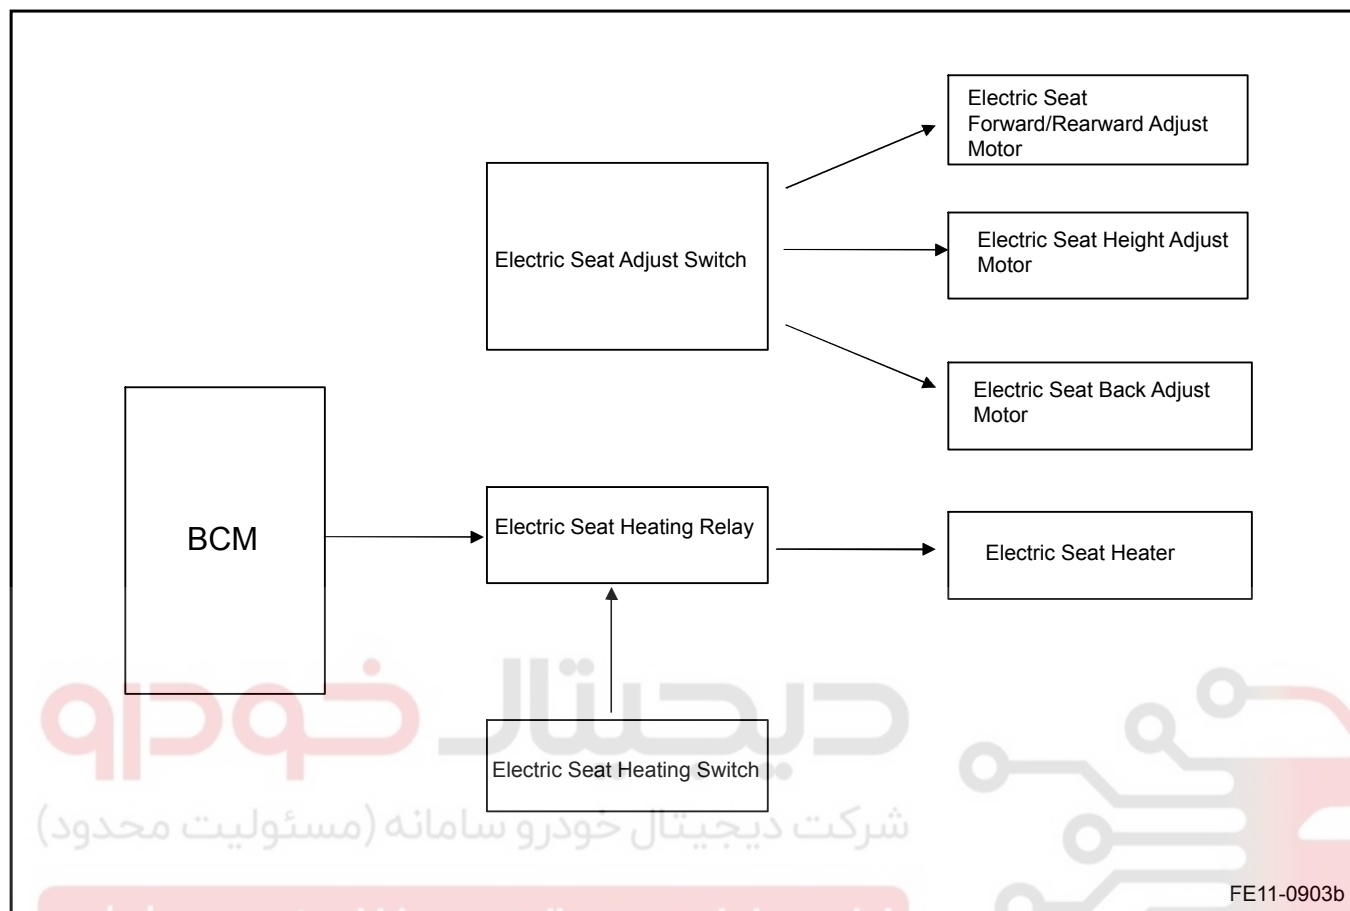 Electric Seat
Forward/Rearward Adjust
Motor
Electric Seat Adjust Switch
Electric Seat Height Adjust
Motor
Electric Seat Back Adjust
Motor
BCM
Electric Seat Heating Relay
Electric Seat Heater
دیجیتال خودرو
Electric Seat Heating Switch
شرکت دیجیتال خودرو سامانه (مسئولیت محدود)
FE11-0903b